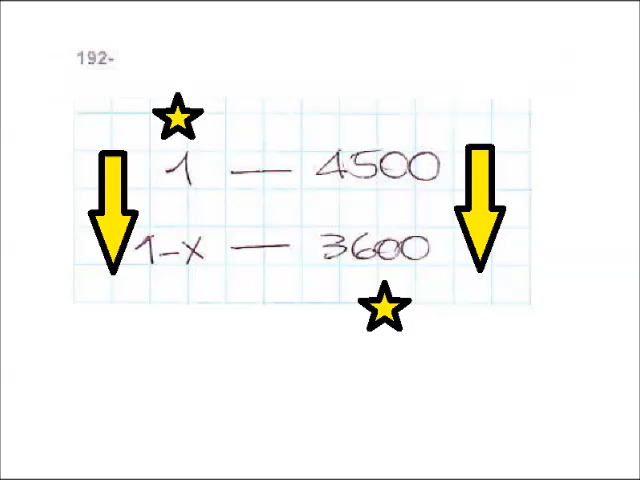 192-
1 — 4500
1-x — 3600